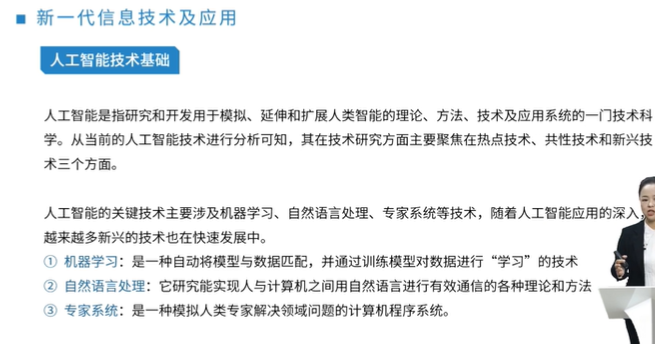 新一代信息技术及应用
人工智能技术基础
人工智能是指研究和开发用于模拟、延伸和扩展人类智能的理论、方法、技术及应用系统的一门技术科
学。从当前的人工智能技术进行分析可知，其在技术研究方面主要聚焦在热点技术、共性技术和新兴技
术三个方面。
人工智能的关键技术主要涉及机器学习、自然语言处理、专家系统等技术，随着人工智能应用的深入，
越来越多新兴的技术也在快速发展中。
① 机器学习：是一种自动将模型与数据匹配，并通过训练模型对数据进行“学习”的技术
② 自然语言处理：它研究能实现人与计算机之间用自然语言进行有效通信的各种理论和方法
③ 专家系统：是一种模拟人类专家解决领域问题的计算机程序系统。